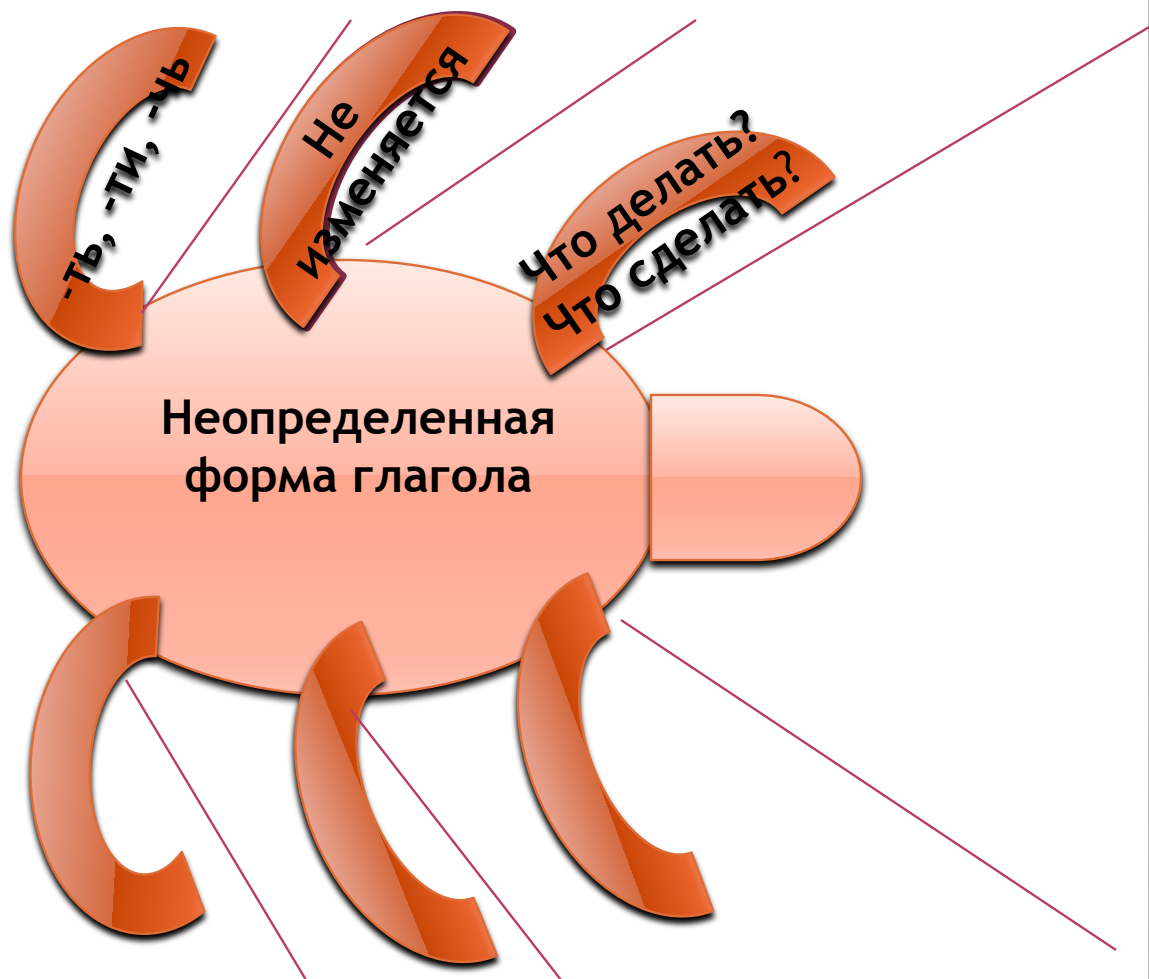 -ть, -ти, -чь
Не
изменяется
Что делать?
Что сделать?
Неопределенная
форма глагола